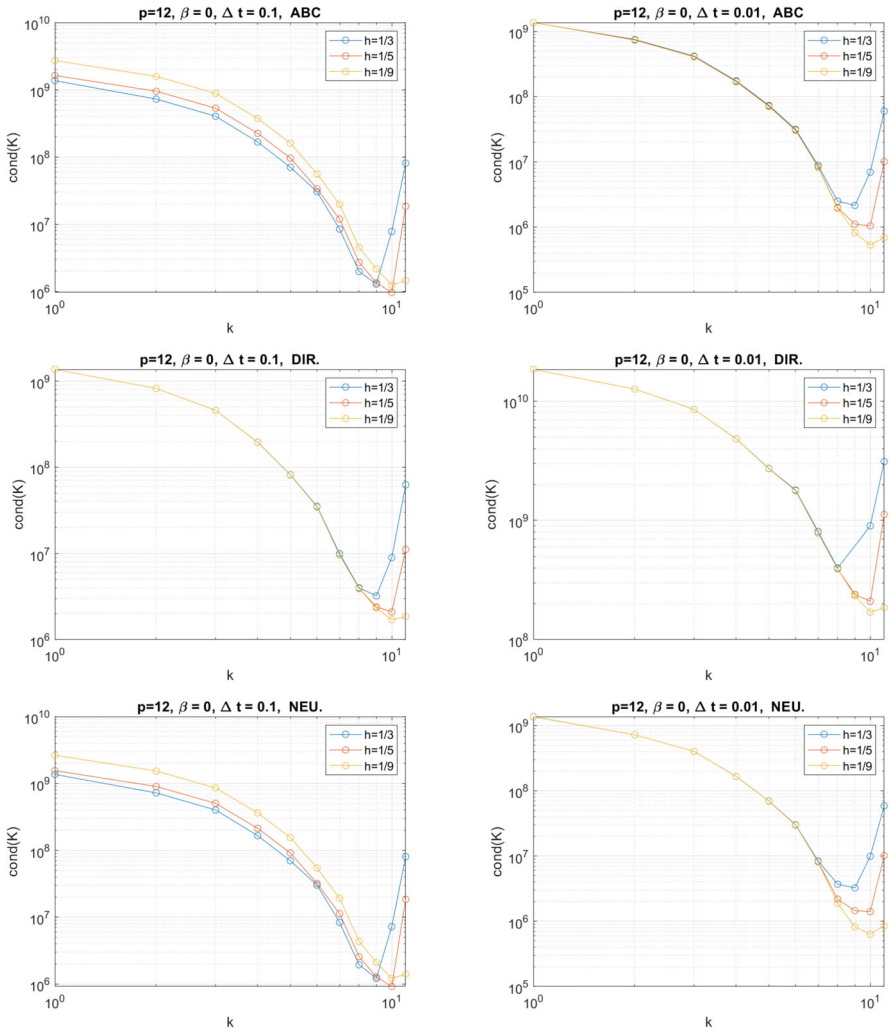 p=12, β = 0, Δ t = 0.1, ABC
10^10
10^9
10^8
10^7
10^6
cond(K)
10^0
10^1
k
h=1/3
h=1/5
h=1/9
p=12, β = 0, Δ t = 0.01, ABC
10^9
10^8
10^7
10^6
10^5
cond(K)
10^0
10^1
k
h=1/3
h=1/5
h=1/9
p=12, β = 0, Δ t = 0.1, DIR.
10^9
10^8
10^7
10^6
cond(K)
10^0
10^1
k
h=1/3
h=1/5
h=1/9
p=12, β = 0, Δ t = 0.01, DIR.
10^10
10^9
10^8
cond(K)
10^0
10^1
k
h=1/3
h=1/5
h=1/9
p=12, β = 0, Δ t = 0.1, NEU.
10^10
10^9
10^8
10^7
10^6
cond(K)
10^0
10^1
k
h=1/3
h=1/5
h=1/9
p=12, β = 0, Δ t = 0.01, NEU.
10^9
10^8
10^7
10^6
10^5
cond(K)
10^0
10^1
k
h=1/3
h=1/5
h=1/9